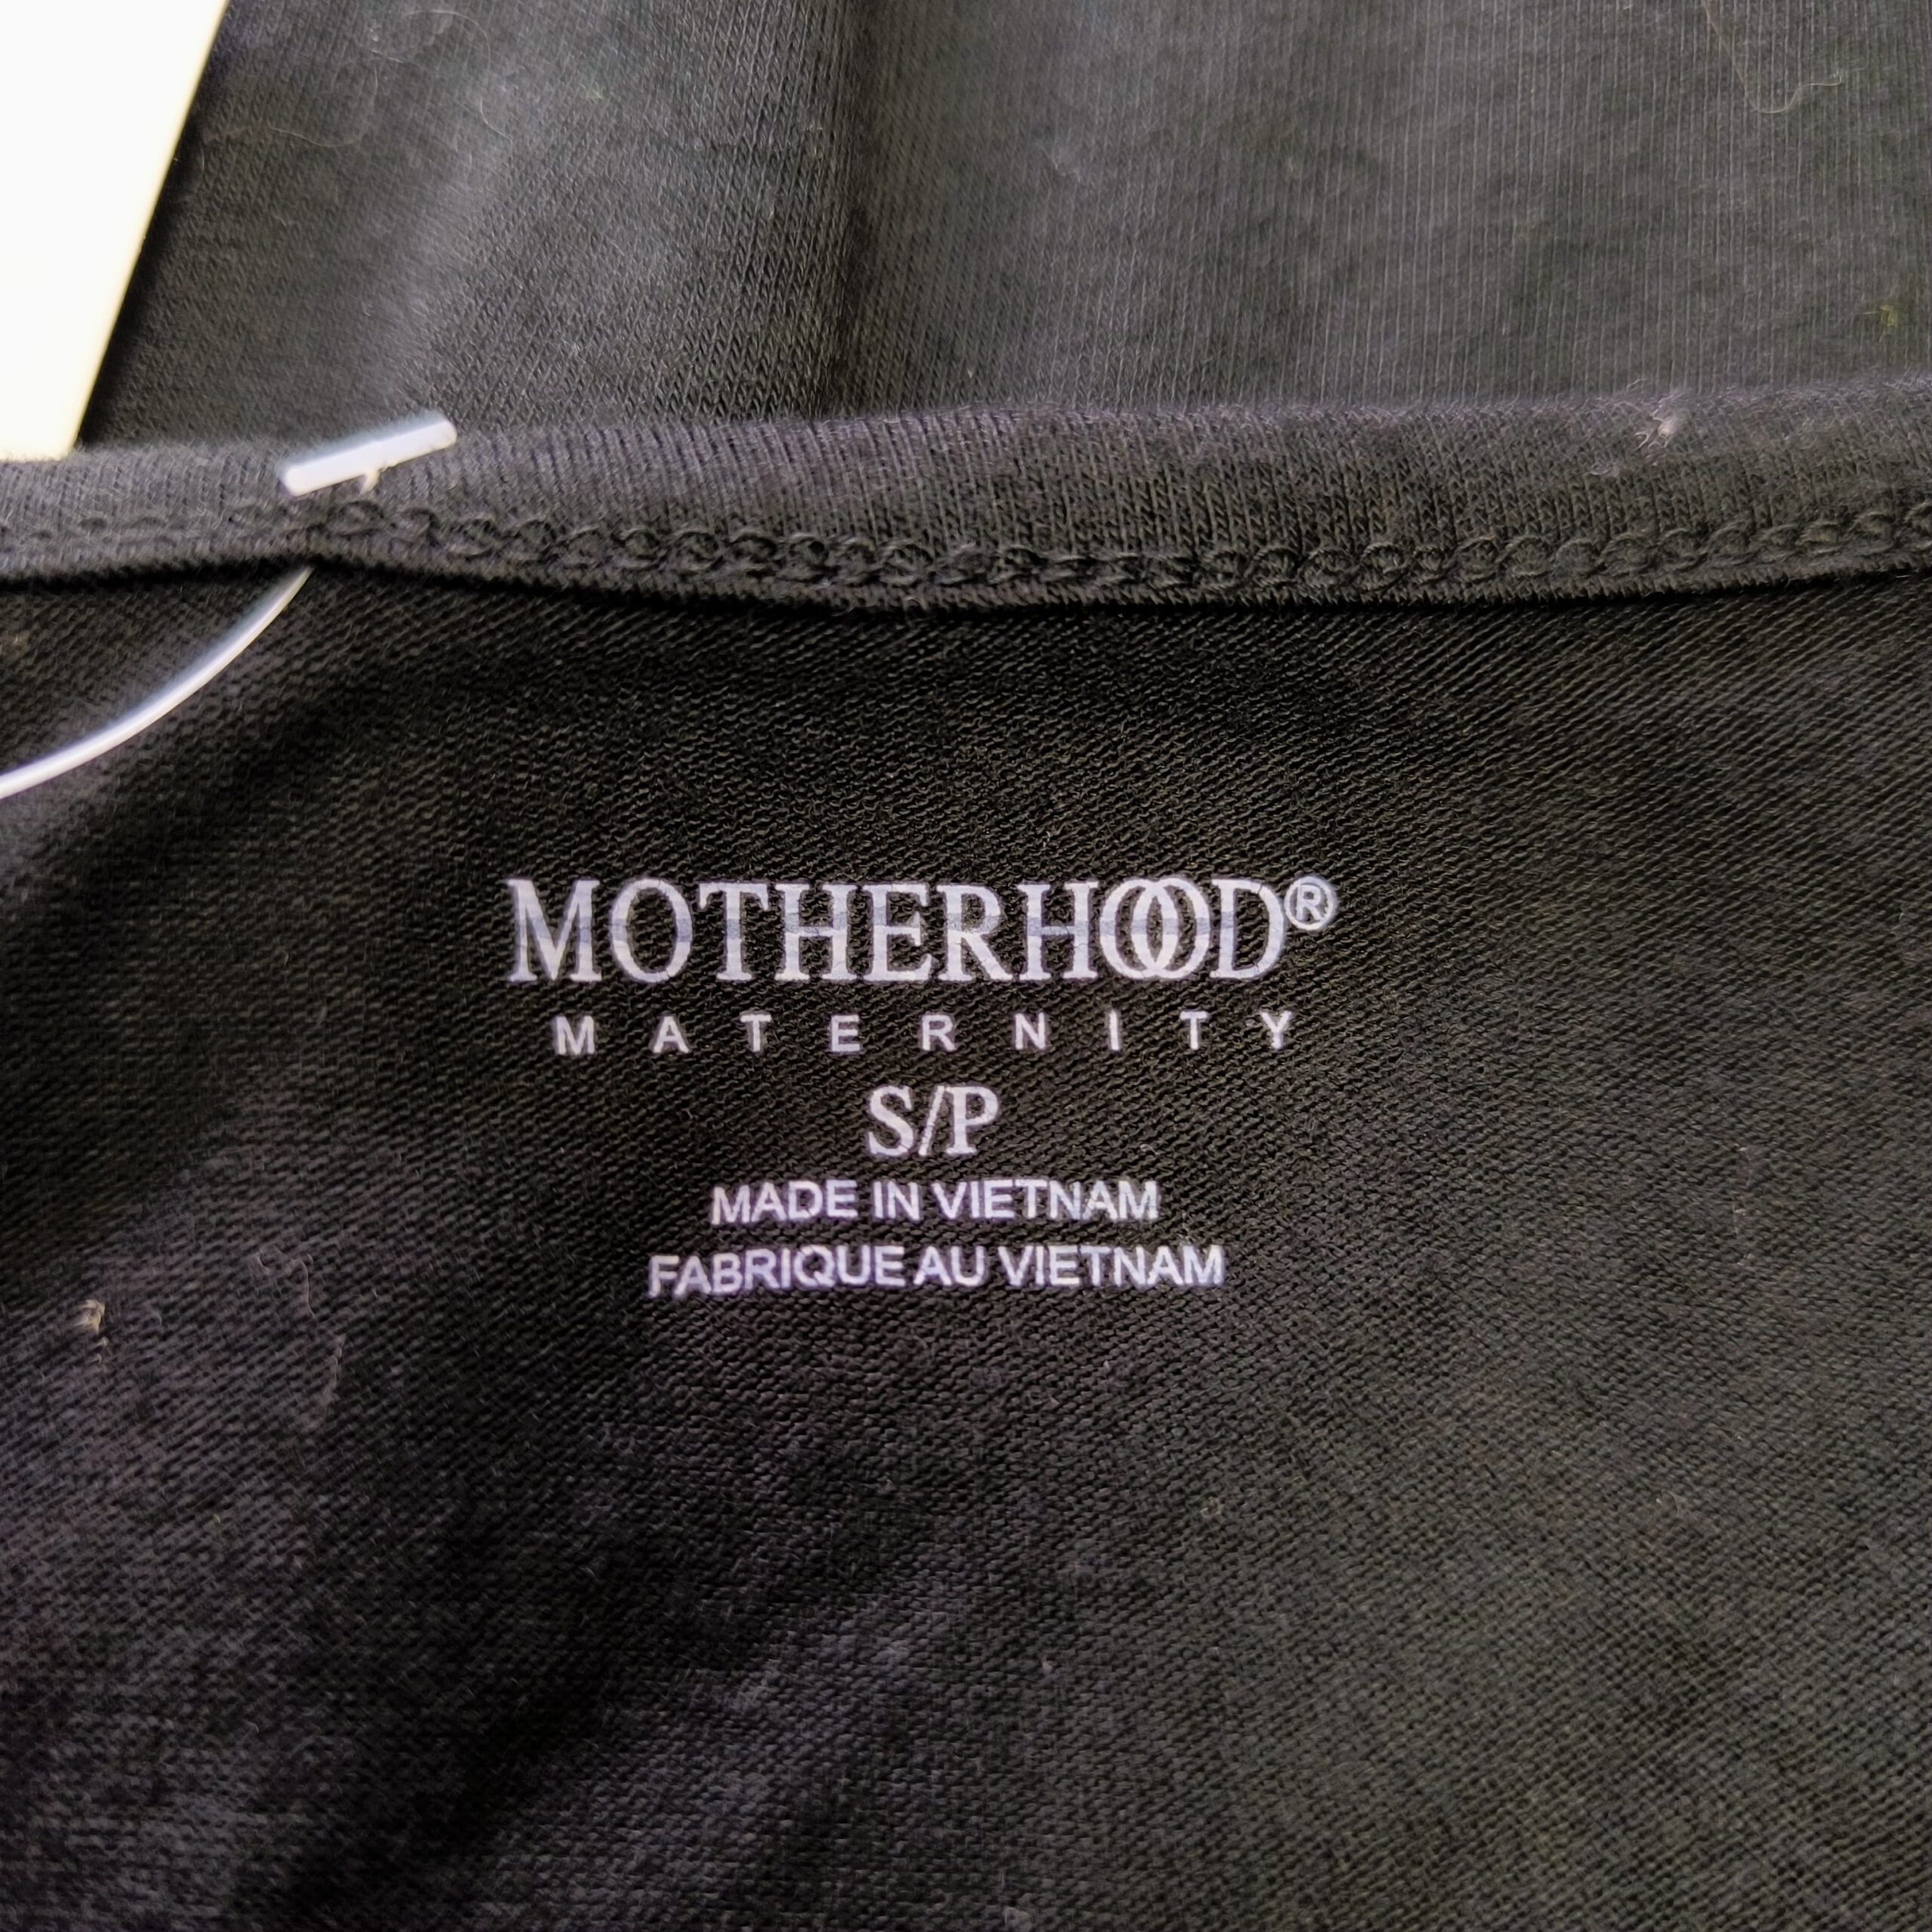 MOTHERHOOD®
MATERNITY
S/P
MADE IN VIETNAM
FABRIQUE AU VIETNAM